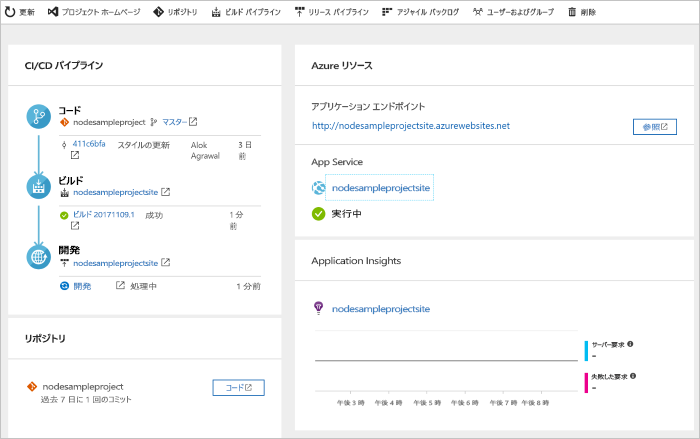 更新 プロジェクト ホームページ リポジトリ ビルド パイプライン リリース パイプライン アジャイル バックログ ユーザーおよびグループ 削除
CI/CD パイプライン
コード
nodesampleproject マスター
411c6bfa スタイルの更新 Alok Agrawal 3 日前
ビルド
nodesampleprojectsite
ビルド 20171109.1 成功 1 分前
開発
nodesampleprojectsite
開発 処理中 1 分前
リポジトリ
nodesampleproject コード
過去 7 日に 1 回のコミット
Azure リソース
アプリケーション エンドポイント
http://nodesampleprojectsite.azurewebsites.net 参照
App Service
nodesampleprojectsite
実行中
Application Insights
nodesampleprojectsite
サーバー要求
--
失敗した要求
--
午後 3 時 午後 4 時 午後 5 時 午後 6 時 午後 7 時 午後 8 時